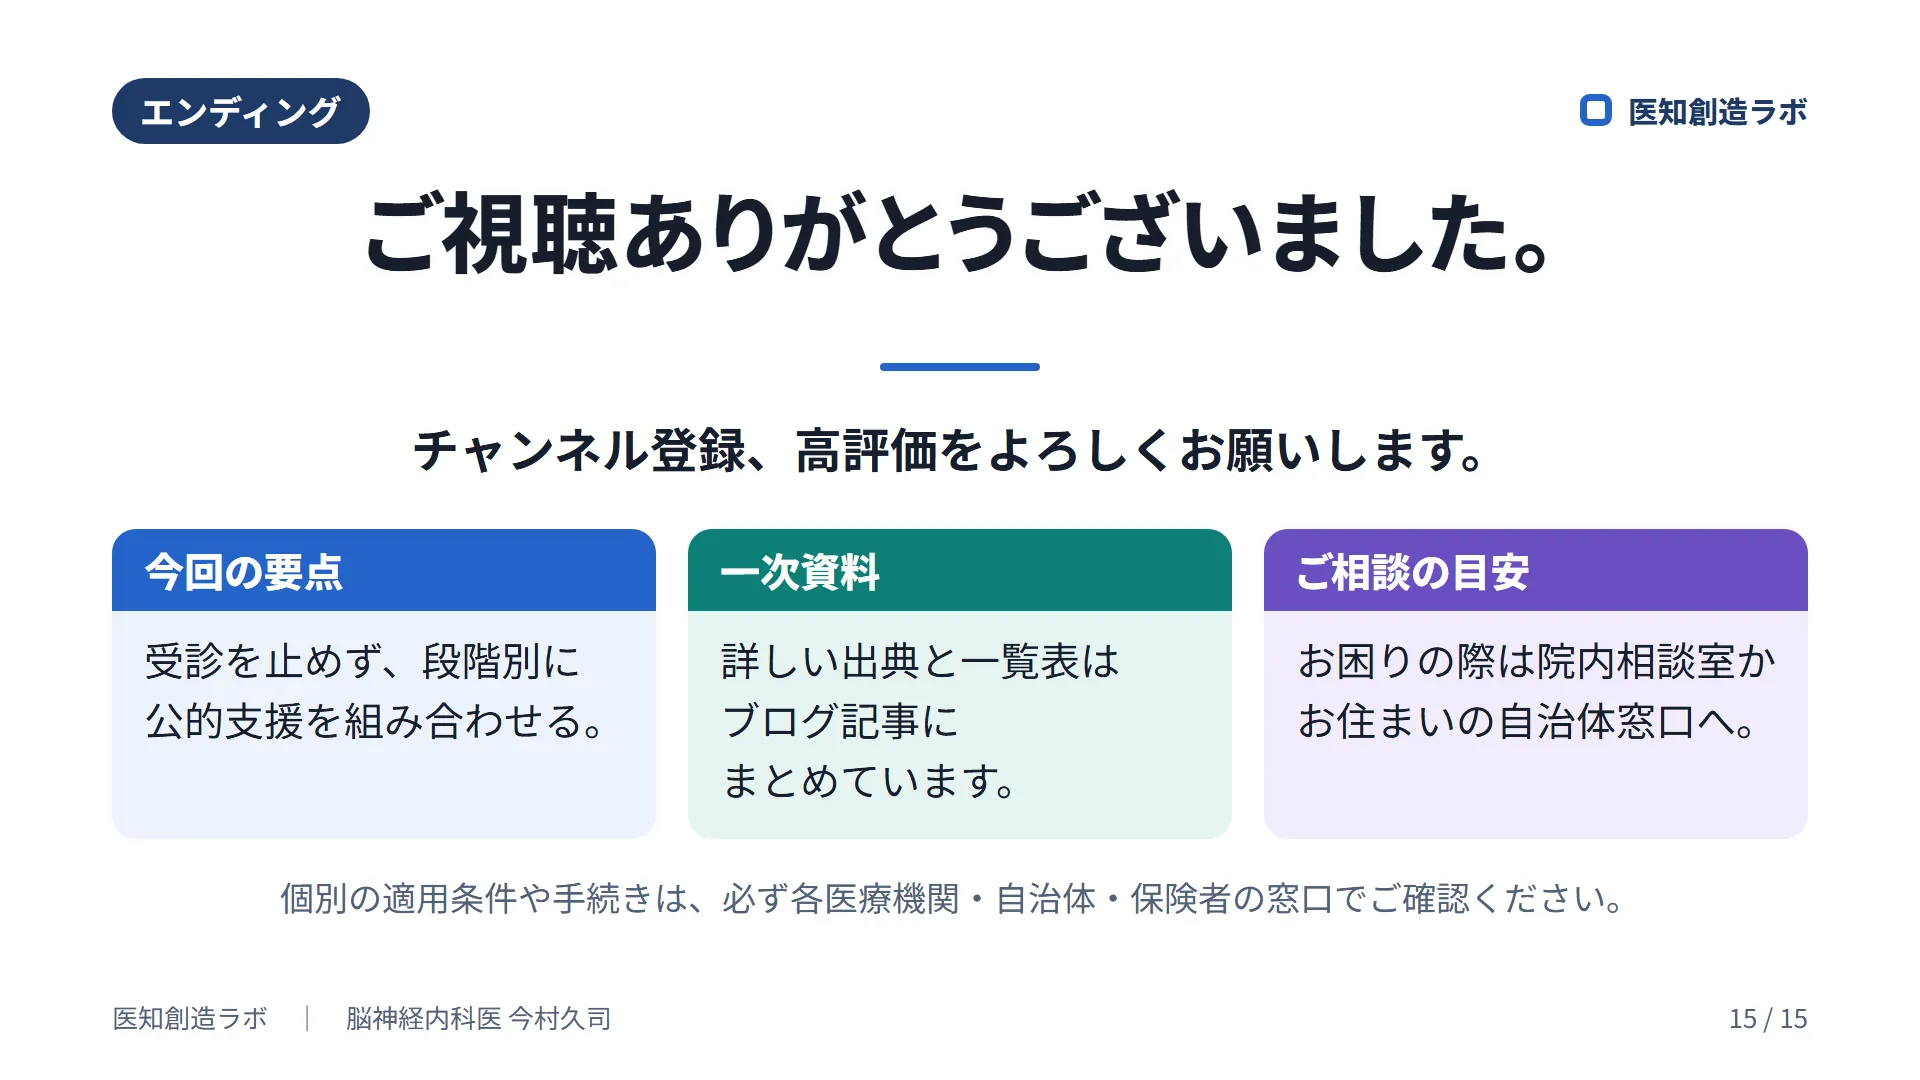 エンディング
医知創造ラボ
ご視聴ありがとうございました。
チャンネル登録、高評価をよろしくお願いします。
今回の要点
受診を止めず、段階別に
公的支援を組み合わせる。
一次資料
詳しい出典と一覧表は
ブログ記事に
まとめています。
ご相談の目安
お困りの際は院内相談室か
お住まいの自治体窓口へ。
個別の適用条件や手続きは、必ず各医療機関・自治体・保険者の窓口でご確認ください。
医知創造ラボ ｜ 脳神経内科医 今村久司
15 / 15